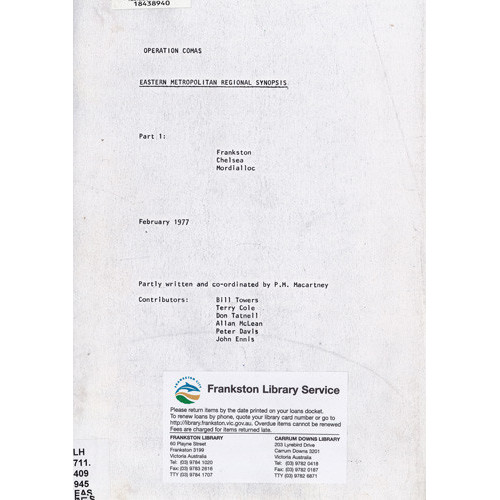 18438940
OPERATION COMAS
EASTERN METROPOLITAN REGIONAL SYNOPSIS
Part 1:
Frankston
Chelsea
Mordialloc
February 1977
Partly written and co-ordinated by P.M. Macartney
Contributors: Bill Towers
Terry Cole
Don Tatnell
Allan McLean
Peter Davis
John Ennis
FRANKSTON CITY
Frankston Library Service
Please return items by the date printed on your loans docket.
To renew loans by phone, quote your library card number or go to
http://library.frankston.vic.gov.au. Overdue items cannot be renewed
Fees are charged for items returned late.
FRANKSTON LIBRARY
60 Playne Street
Frankston 3199
Victoria Australia
Tel: (03) 9784 1020
Fax: (03) 9783 2616
TTY (03) 9784 1707
CARRUM DOWNS LIBRARY
203 Lyrebird Drive
Carrum Downs 3201
Victoria Australia
Tel: (03) 9782 0418
Fax: (03) 9782 0187
TTY (03) 9782 6871
LH
711.
409
945
EAS